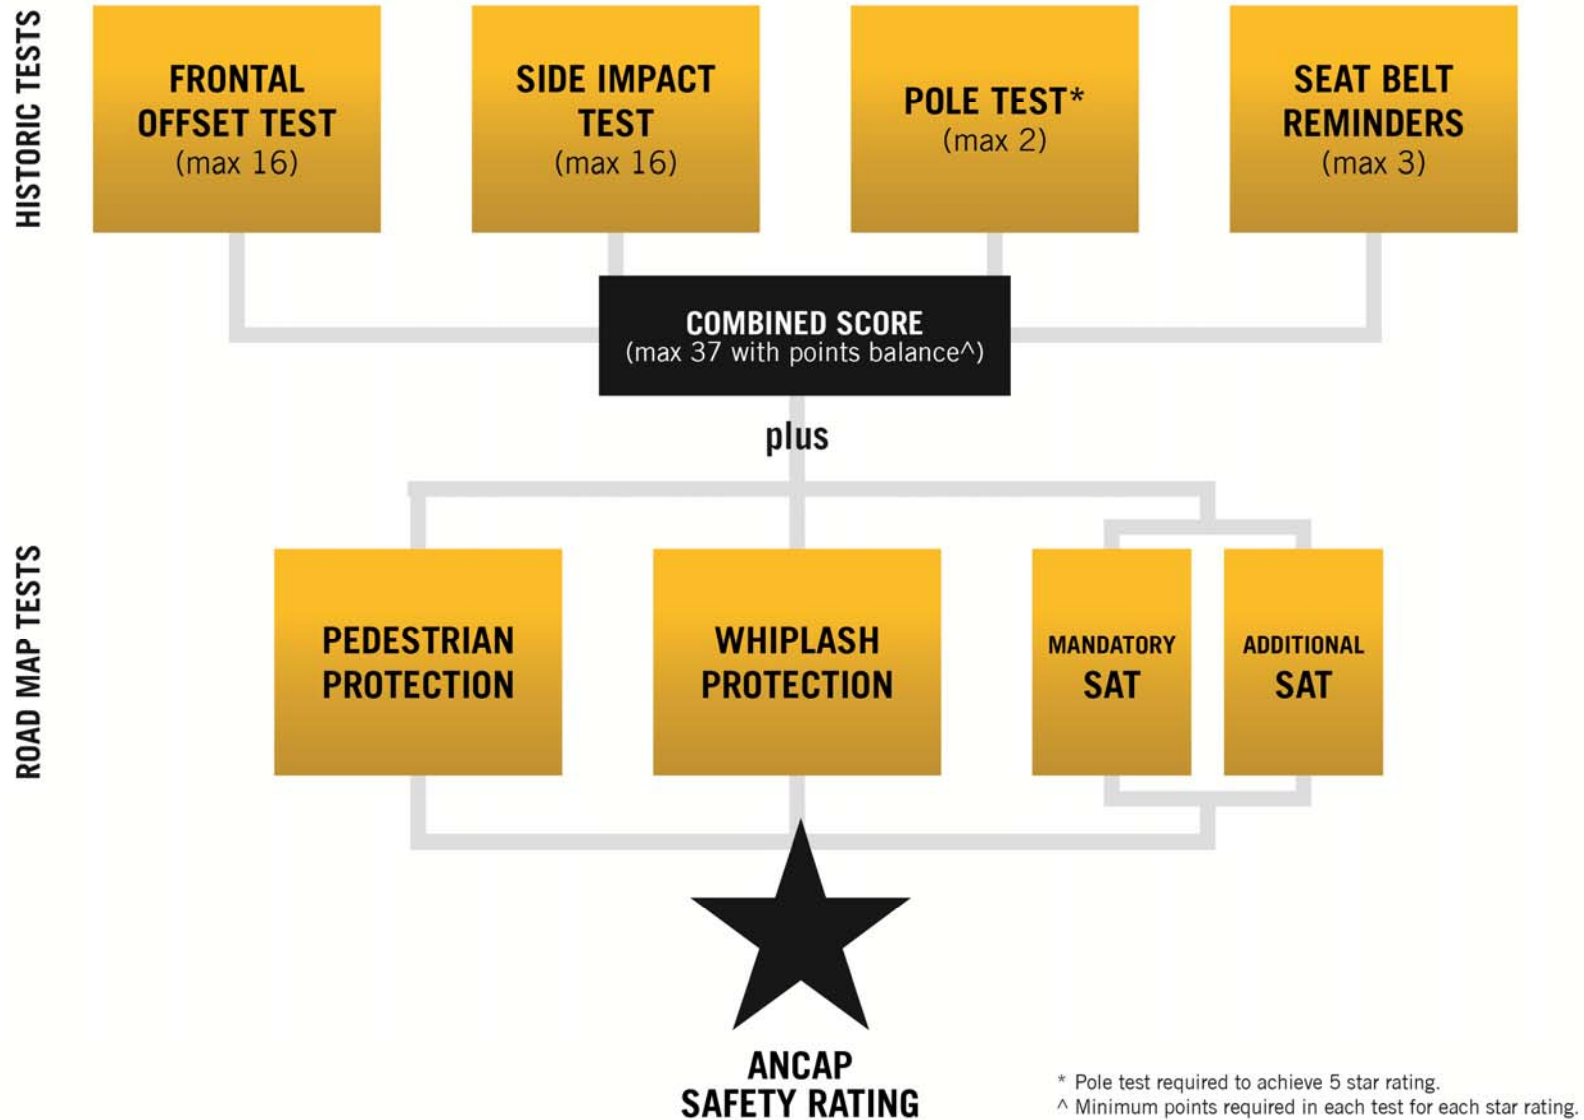 HISTORIC TESTS
FRONTAL
OFFSET TEST
(max 16)
SIDE IMPACT
TEST
(max 16)
POLE TEST*
(max 2)
SEAT BELT
REMINDERS
(max 3)
COMBINED SCORE
(max 37 with points balance^)
plus
ROAD MAP TESTS
PEDESTRIAN
PROTECTION
WHIPLASH
PROTECTION
MANDATORY
SAT
ADDITIONAL
SAT
ANCAP
SAFETY RATING
* Pole test required to achieve 5 star rating.
^ Minimum points required in each test for each star rating.